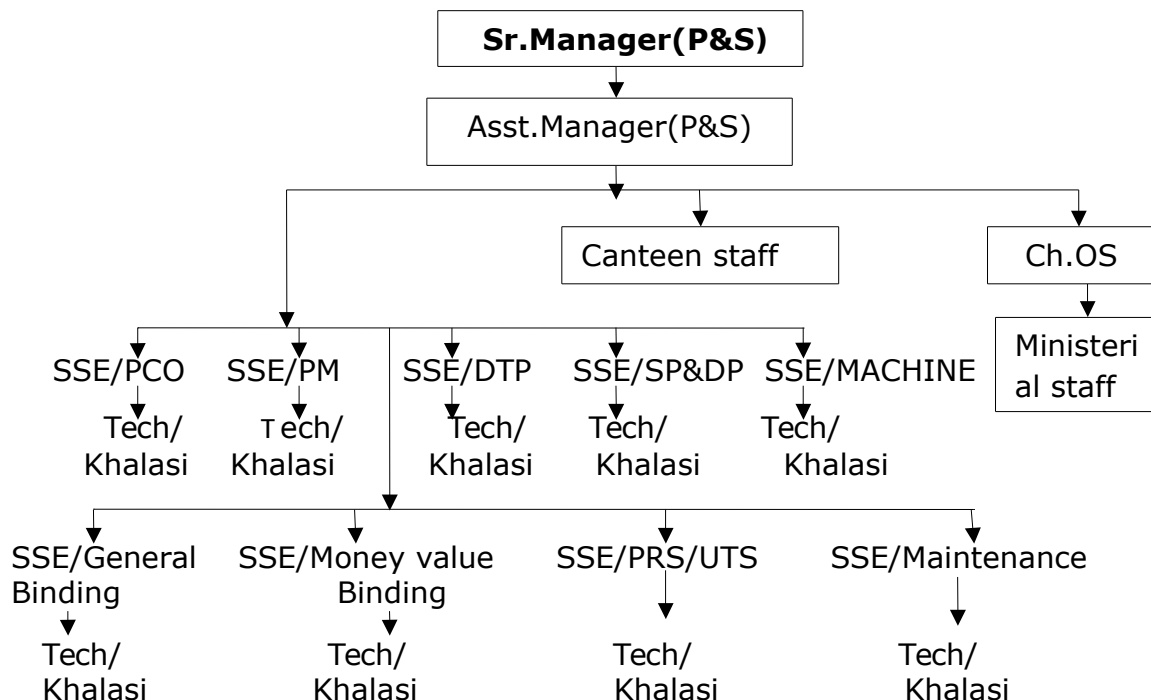 Sr.Manager(P&S)
Asst.Manager(P&S)
Canteen staff
Ch.OS
Ministeri
al staff
SSE/PCO SSE/PM SSE/DTP SSE/SP&DP SSE/MACHINE
Tech/ Tech/ Tech/ Tech/ Tech/
Khalasi Khalasi Khalasi Khalasi Khalasi
SSE/General SSE/Money value SSE/PRS/UTS SSE/Maintenance
Binding Binding
Tech/ Tech/ Tech/ Tech/
Khalasi Khalasi Khalasi Khalasi